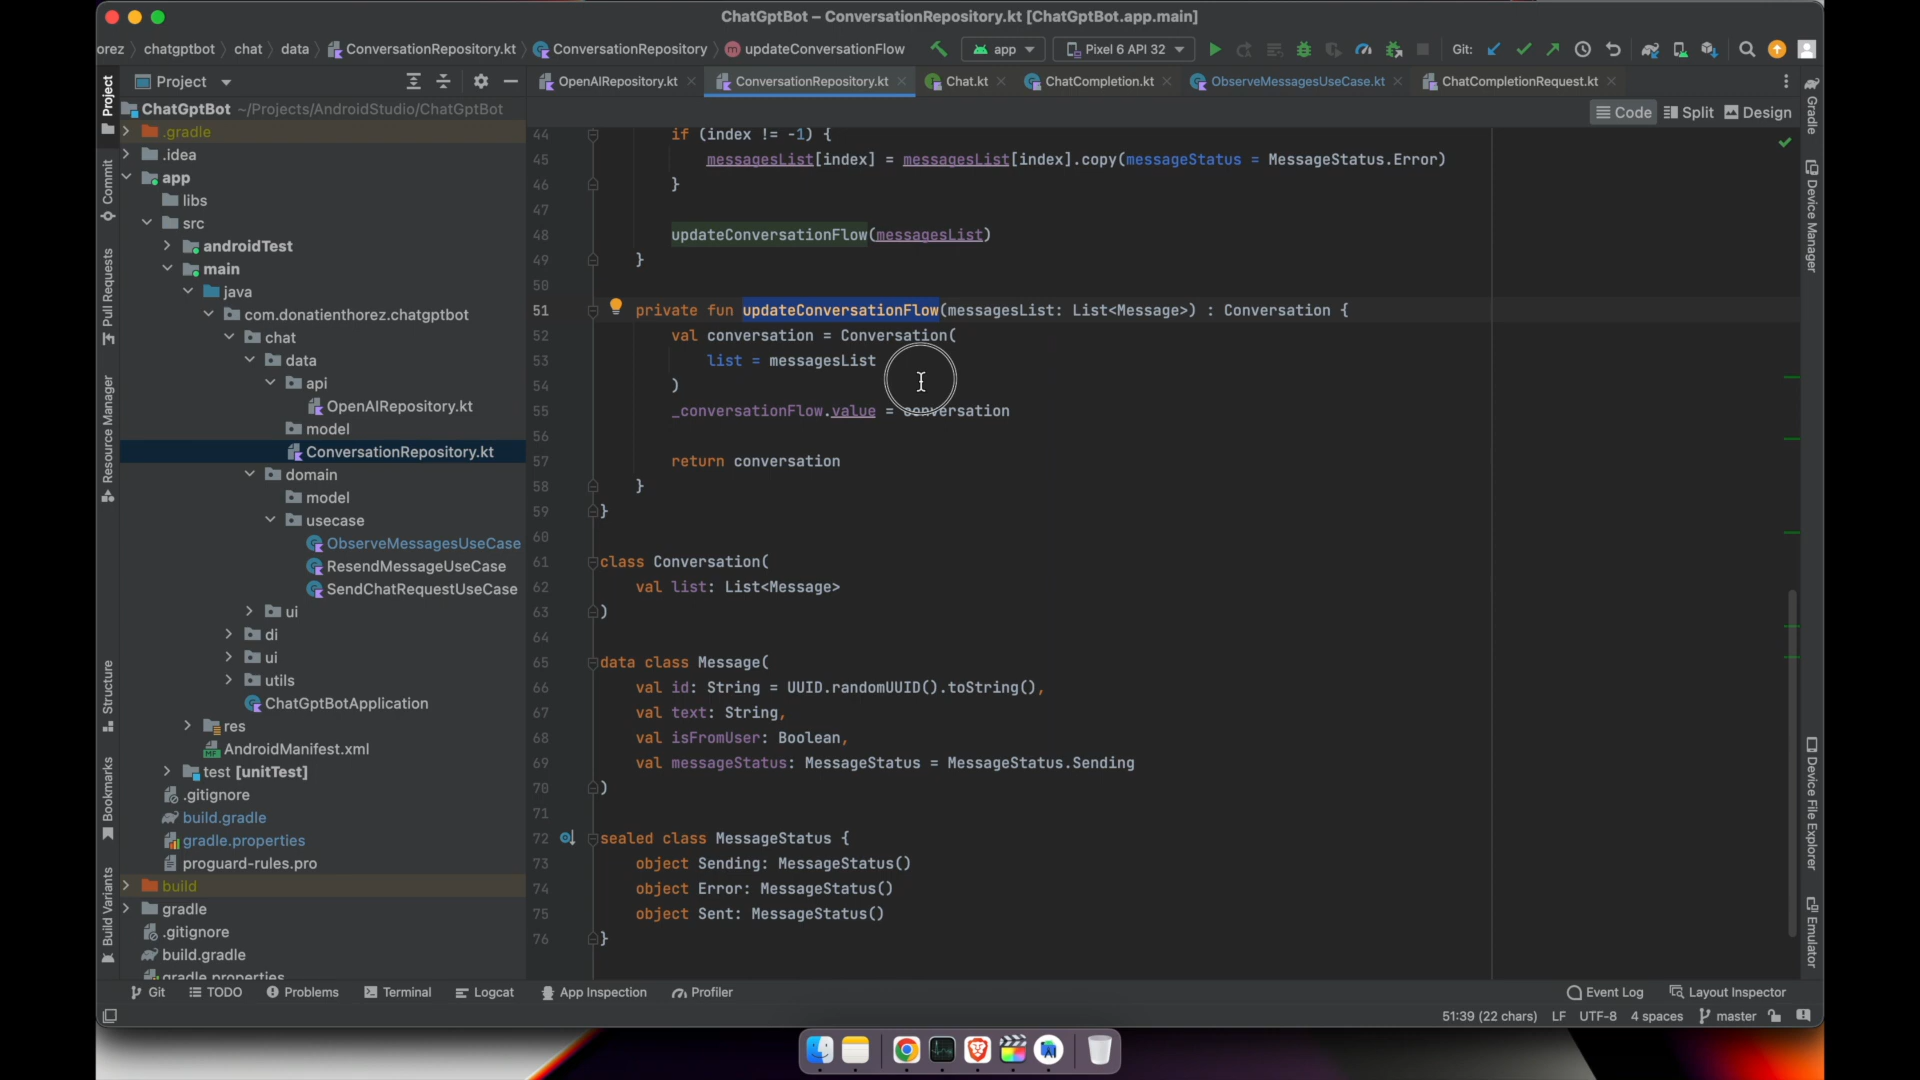 ChatGptBot – ConversationRepository.kt [ChatGptBot.app.main]
orez chatgptbot chat data ConversationRepository.kt ConversationRepository updateConversationFlow app Pixel 6 API 32 Git:
Project
OpenAIRepository.kt ConversationRepository.kt Chat.kt ChatCompletion.kt ObserveMessagesUseCase.kt ChatCompletionRequest.kt
Code Split Design
Project
Commit
Pull Requests
Resource Manager
Structure
Bookmarks
Build Variants
ChatGptBot ~/Projects/AndroidStudio/ChatGptBot
.gradle
.idea
app
libs
src
androidTest
main
java
com.donatienthorez.chatgptbot
chat
data
api
OpenAIRepository.kt
model
ConversationRepository.kt
domain
model
usecase
ObserveMessagesUseCase
ResendMessageUseCase
SendChatRequestUseCase
ui
di
ui
utils
ChatGptBotApplication
res
AndroidManifest.xml
test [unitTest]
.gitignore
build.gradle
gradle.properties
proguard-rules.pro
build
gradle
.gitignore
build.gradle
gradle.properties
44 if (index != -1) {
45 messagesList[index] = messagesList[index].copy(messageStatus = MessageStatus.Error)
46 }
47
48 updateConversationFlow(messagesList)
49 }
50
51 private fun updateConversationFlow(messagesList: List<Message>) : Conversation {
52 val conversation = Conversation(
53 list = messagesList
54 )
55 _conversationFlow.value = conversation
56
57 return conversation
58 }
59 }
60
61 class Conversation(
62 val list: List<Message>
63 )
64
65 data class Message(
66 val id: String = UUID.randomUUID().toString(),
67 val text: String,
68 val isFromUser: Boolean,
69 val messageStatus: MessageStatus = MessageStatus.Sending
70 )
71
72 sealed class MessageStatus {
73 object Sending: MessageStatus()
74 object Error: MessageStatus()
75 object Sent: MessageStatus()
76 }
Gradle
Device Manager
Device File Explorer
Emulator
Git TODO Problems Terminal Logcat App Inspection Profiler Event Log Layout Inspector
51:39 (22 chars) LF UTF-8 4 spaces master